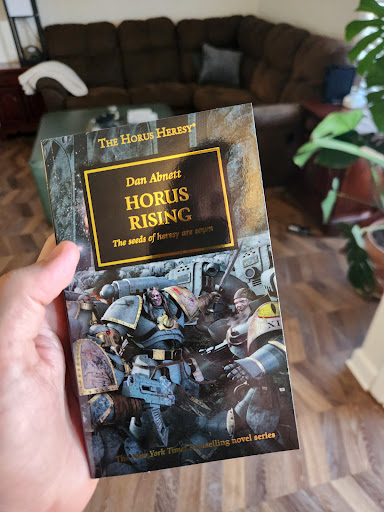 THE HORUS HERESY®
Dan Abnett
HORUS
RISING
The seeds of heresy are sown
XI
The New York Times bestselling novel series